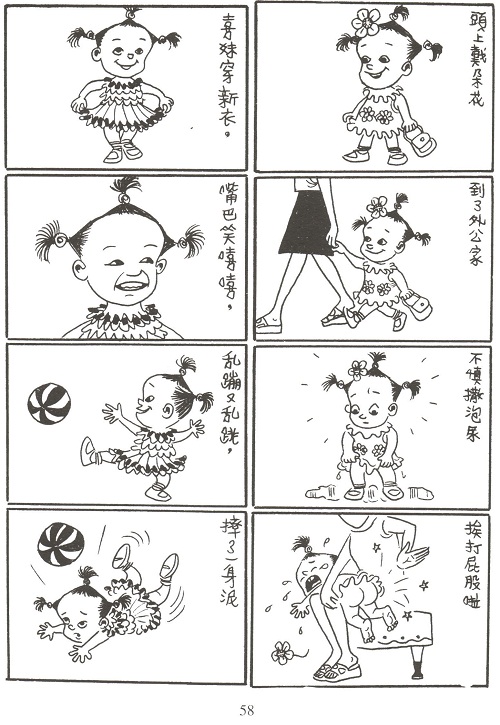 喜妹穿新衣，
嘴巴笑嘻嘻，
乱蹦又乱跳，
摔了一身泥
頭上戴朵花
到了外公家
不慎撒泡尿
挨打屁股啦
58